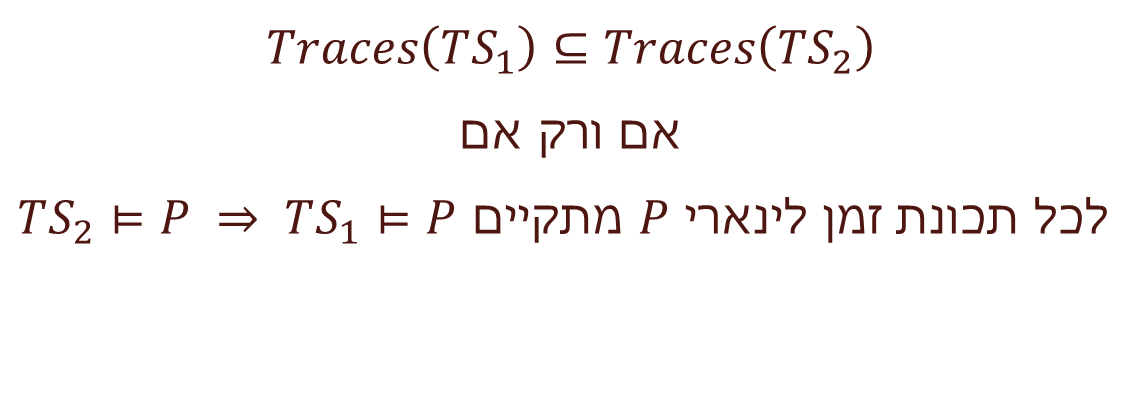 Traces(TS₁) ⊆ Traces(TS₂)
אם ורק אם
לכל תכונת זמן לינארי P מתקיים TS₂ ⊨ P ⇒ TS₁ ⊨ P